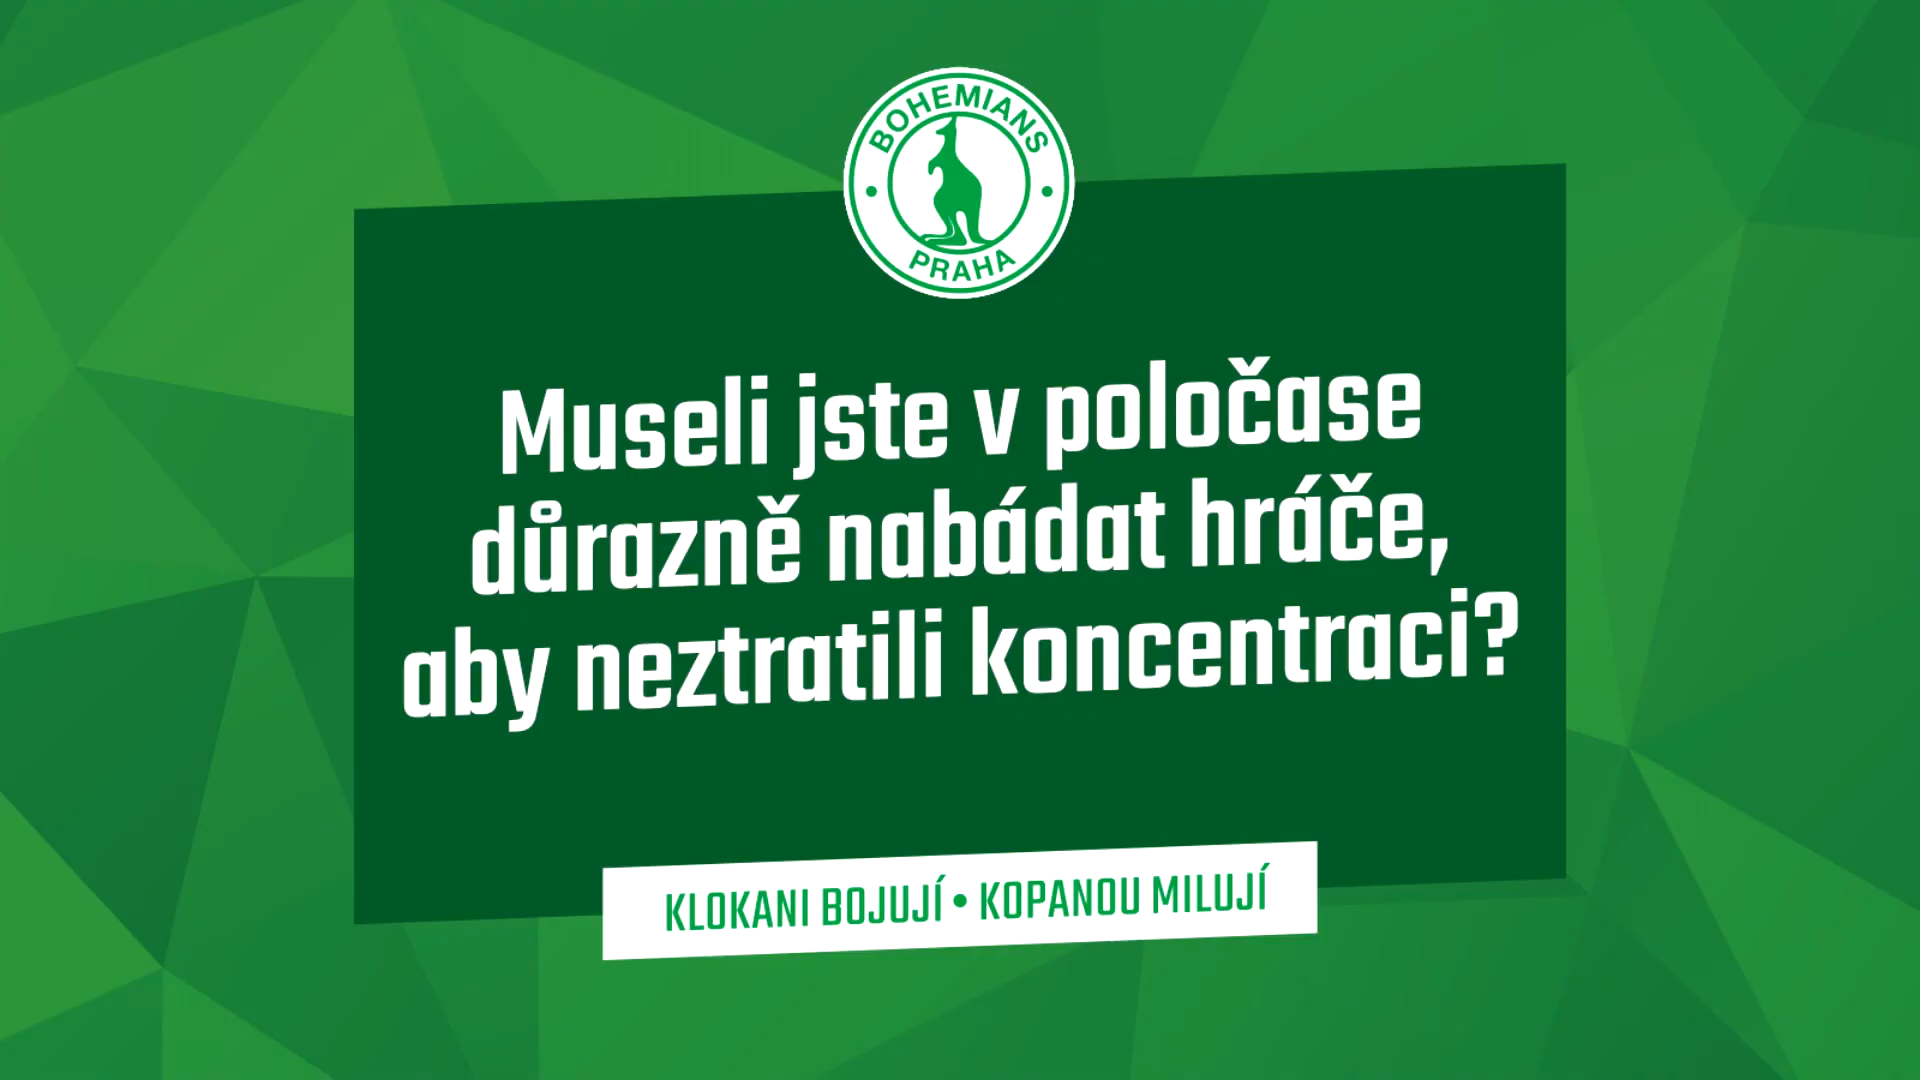 BOHEMIANS
PRAHA
Museli jste v poločase
důrazně nabádat hráče,
aby neztratili koncentraci?
KLOKANI BOJUJÍ • KOPANOU MILUJÍ